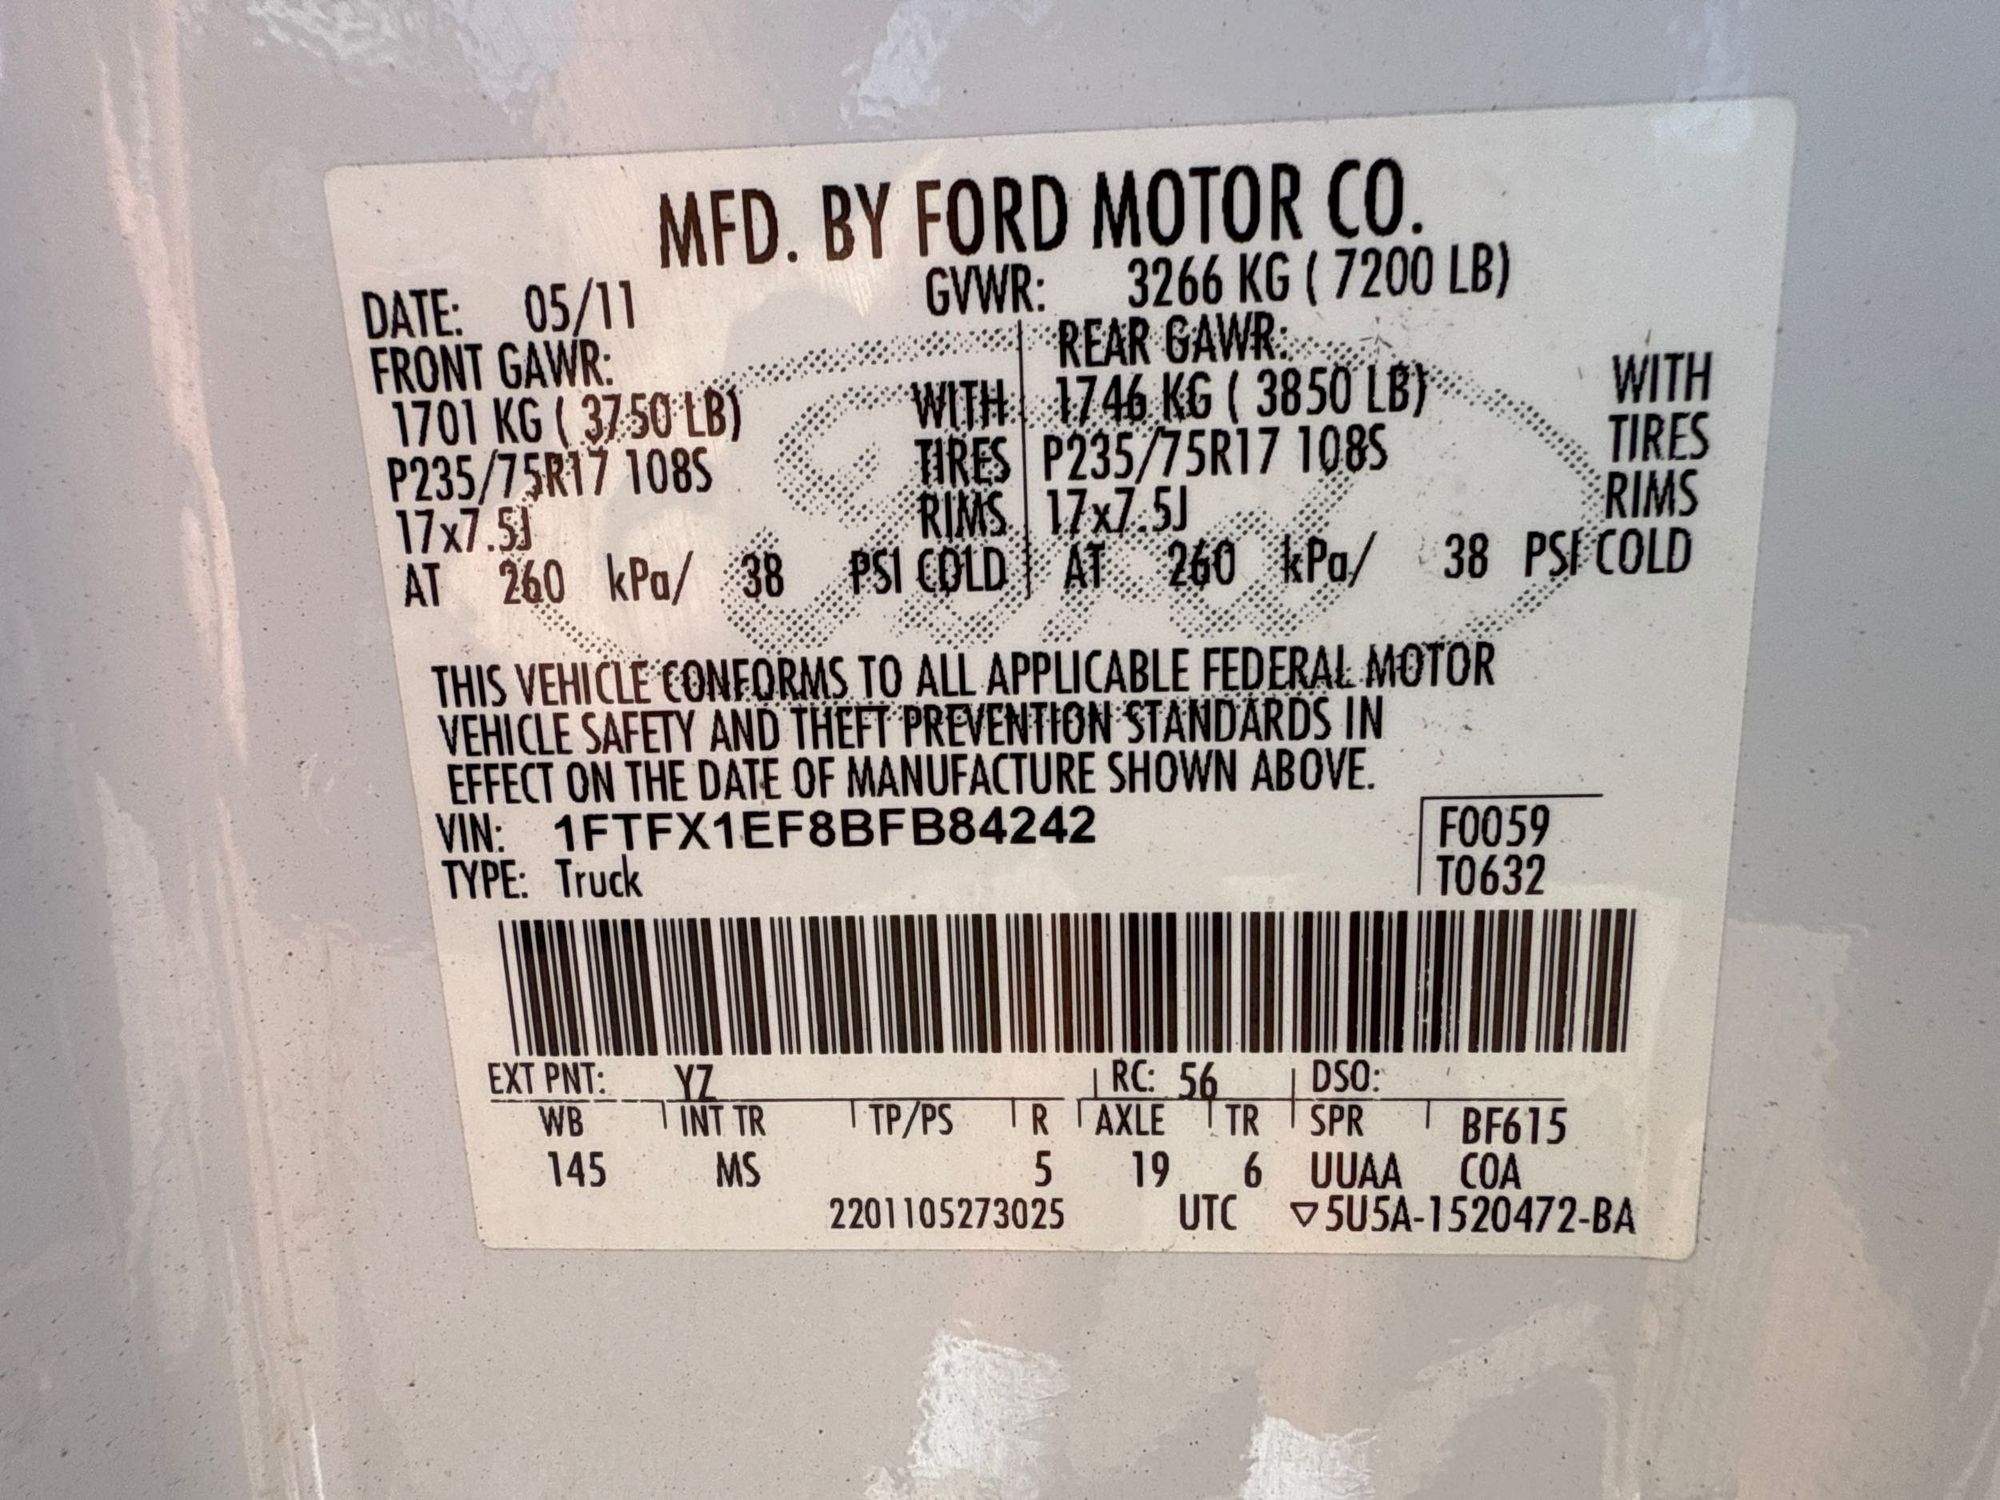 MFD. BY FORD MOTOR CO.
DATE: 05/11 GVWR: 3266 KG ( 7200 LB)
FRONT GAWR: REAR GAWR:
1701 KG ( 3750 LB) WITH 1746 KG ( 3850 LB) WITH
P235/75R17 108S TIRES P235/75R17 108S TIRES
17x7.5J RIMS 17x7.5J RIMS
AT 260 kPa/ 38 PSI COLD AT 260 kPa/ 38 PSI COLD
THIS VEHICLE CONFORMS TO ALL APPLICABLE FEDERAL MOTOR
VEHICLE SAFETY AND THEFT PREVENTION STANDARDS IN
EFFECT ON THE DATE OF MANUFACTURE SHOWN ABOVE.
VIN: 1FTFX1EF8BFB84242 F0059
TYPE: Truck T0632
EXT PNT: YZ RC: 56 DSO:
WB INT TR TP/PS R AXLE TR SPR BF615
145 MS 5 19 6 UUAA COA
2201105273025 UTC ▽5U5A-1520472-BA